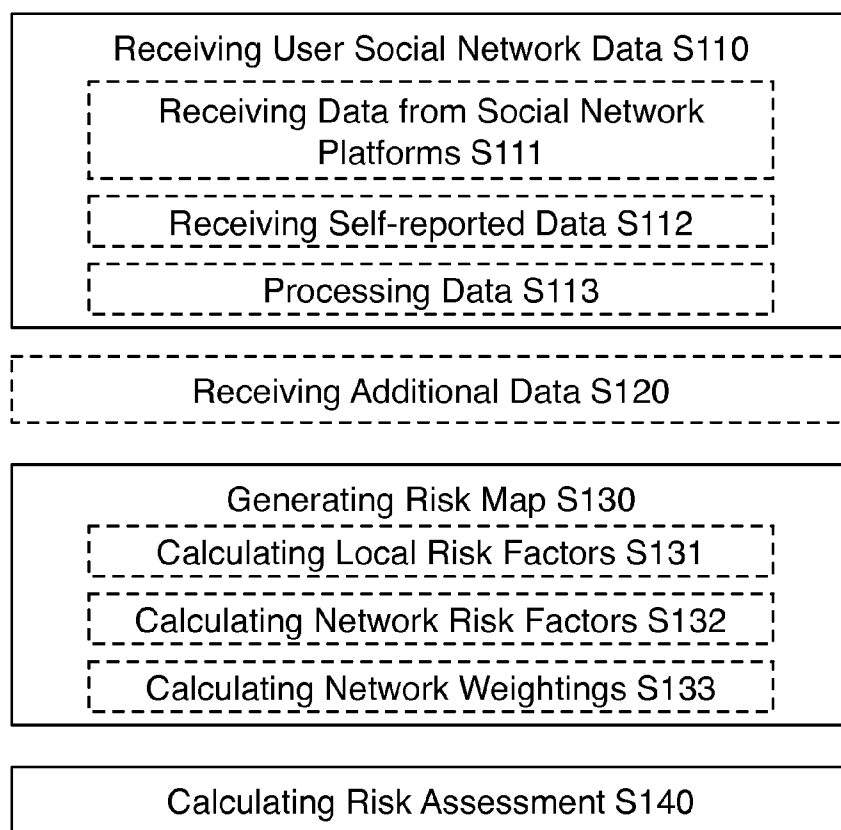 Receiving User Social Network Data S110
Receiving Data from Social Network
Platforms S111
Receiving Self-reported Data S112
Processing Data S113
Receiving Additional Data S120
Generating Risk Map S130
Calculating Local Risk Factors S131
Calculating Network Risk Factors S132
Calculating Network Weightings S133
Calculating Risk Assessment S140